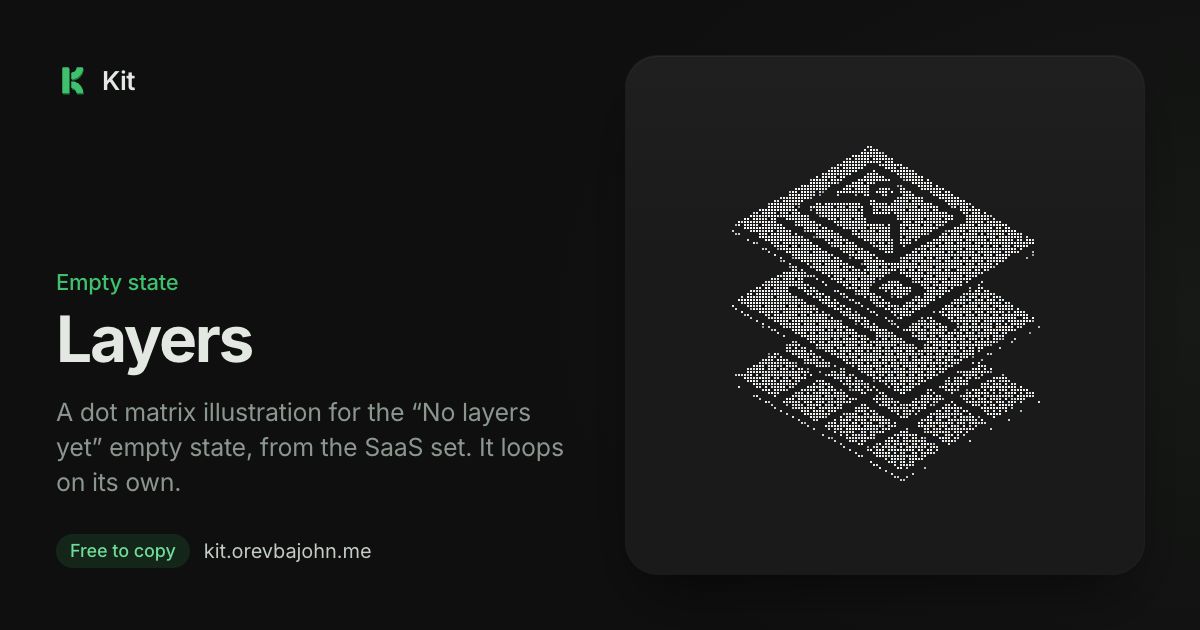 Kit
Empty state
Layers
A dot matrix illustration for the “No layers
yet” empty state, from the SaaS set. It loops
on its own.
Free to copy
kit.orevbajohn.me